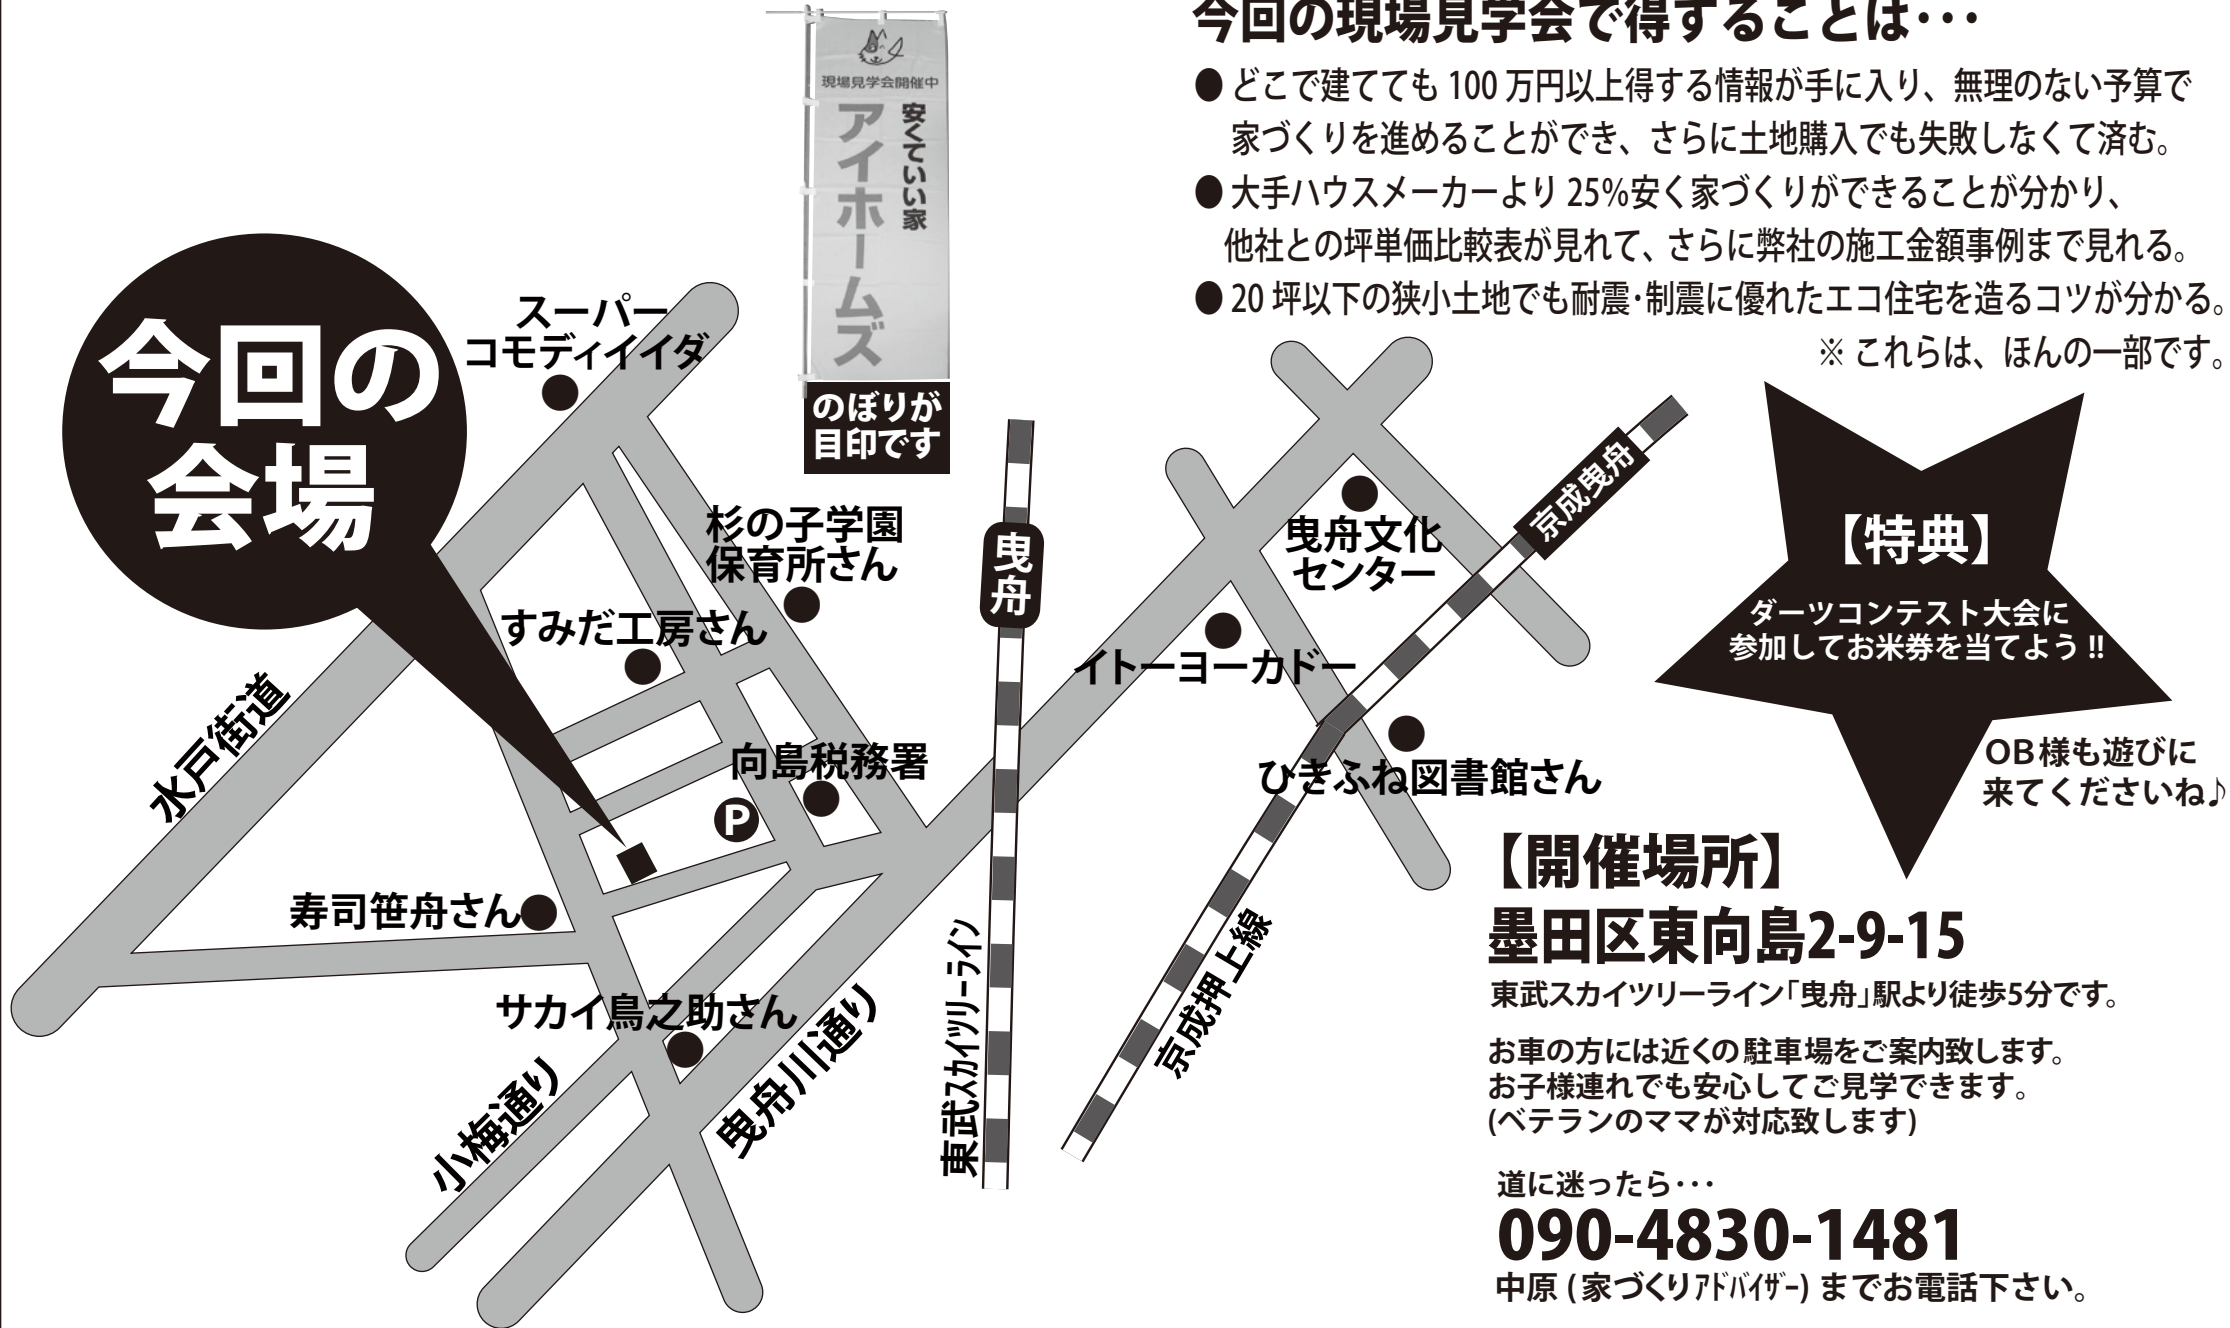 今回の現場見学会で得することは･･･
● どこで建てても 100 万円以上得する情報が手に入り、無理のない予算で
家づくりを進めることができ、さらに土地購入でも失敗しなくて済む。
● 大手ハウスメーカーより 25%安く家づくりができることが分かり、
他社との坪単価比較表が見れて、さらに弊社の施工金額事例まで見れる。
● 20 坪以下の狭小土地でも耐震･制震に優れたエコ住宅を造るコツが分かる。
※ これらは、ほんの一部です。
現場見学会開催中
安くていい家
アイホームズ
のぼりが
目印です
今回の
会場
スーパー
コモディイイダ
杉の子学園
保育所さん
すみだ工房さん
向島税務署
P
水戸街道
寿司笹舟さん
サカイ鳥之助さん
小梅通り
曳舟川通り
曳舟
東武スカイツリーライン
京成押上線
京成曳舟
曳舟文化
センター
イトーヨーカドー
ひきふね図書館さん
【特典】
ダーツコンテスト大会に
参加してお米券を当てよう !!
OB様も遊びに
来てくださいね♪
【開催場所】
墨田区東向島2-9-15
東武スカイツリーライン｢曳舟｣駅より徒歩5分です。
お車の方には近くの駐車場をご案内致します。
お子様連れでも安心してご見学できます。
(ベテランのママが対応致します)
道に迷ったら･･･
090-4830-1481
中原 ( 家づくりｱﾄﾞﾊﾞｲｻﾞｰ) までお電話下さい。